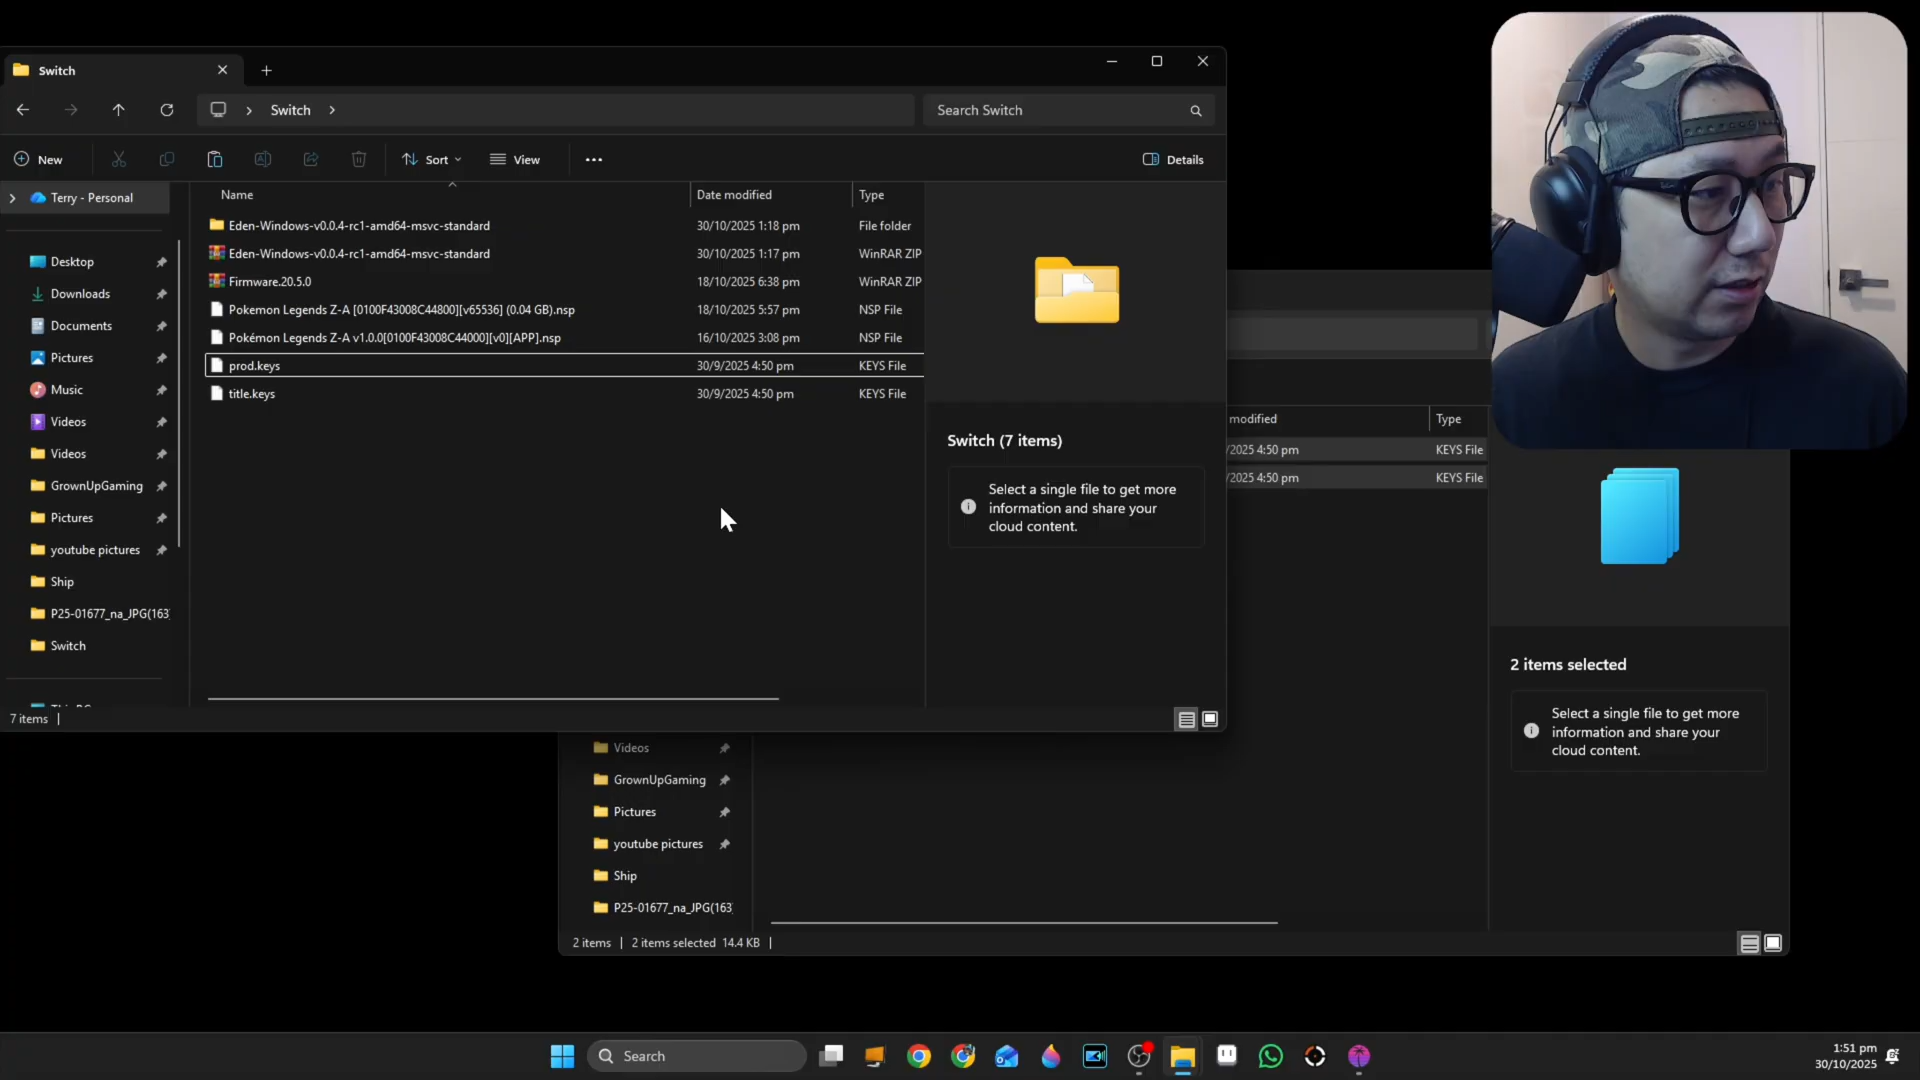 Switch
Switch
Search Switch
New
Sort
View
Details
Terry - Personal
Desktop
Downloads
Documents
Pictures
Music
Videos
Videos
GrownUpGaming
Pictures
youtube pictures
Ship
P25-01677_na_JPG(163)
Switch
Name Date modified Type
Eden-Windows-v0.0.4-rc1-amd64-msvc-standard 30/10/2025 1:18 pm File folder
Eden-Windows-v0.0.4-rc1-amd64-msvc-standard 30/10/2025 1:17 pm WinRAR ZIP
Firmware.20.5.0 18/10/2025 6:38 pm WinRAR ZIP
Pokemon Legends Z-A [0100F43008C44800][v65536] (0.04 GB).nsp 18/10/2025 5:57 pm NSP File
Pokémon Legends Z-A v1.0.0[0100F43008C44000][v0][APP].nsp 16/10/2025 3:08 pm NSP File
prod.keys 30/9/2025 4:50 pm KEYS File
title.keys 30/9/2025 4:50 pm KEYS File
Switch (7 items)
Select a single file to get more
information and share your
cloud content.
7 items
modified Type
/2025 4:50 pm KEYS File
/2025 4:50 pm KEYS File
2 items selected
Select a single file to get more
information and share your
cloud content.
Videos
GrownUpGaming
Pictures
youtube pictures
Ship
P25-01677_na_JPG(163)
2 items 2 items selected 14.4 KB
Search
1:51 pm
30/10/2025